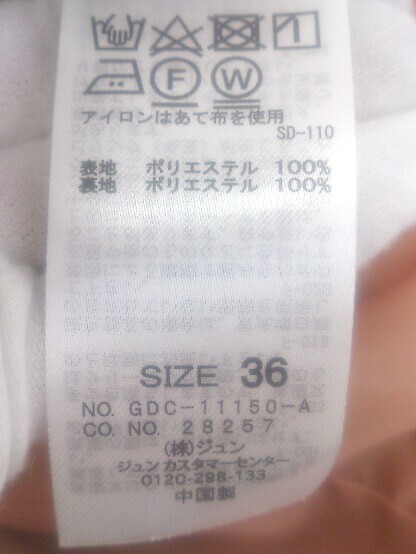 F W
アイロンはあて布を使用
SD-110
表地 ポリエステル 100%
裏地 ポリエステル 100%
SIZE 36
NO. GDC-11150-A
CO. NO. 28257
(株)ジュン
ジュン カスタマーセンター
0120-298-133
中国製